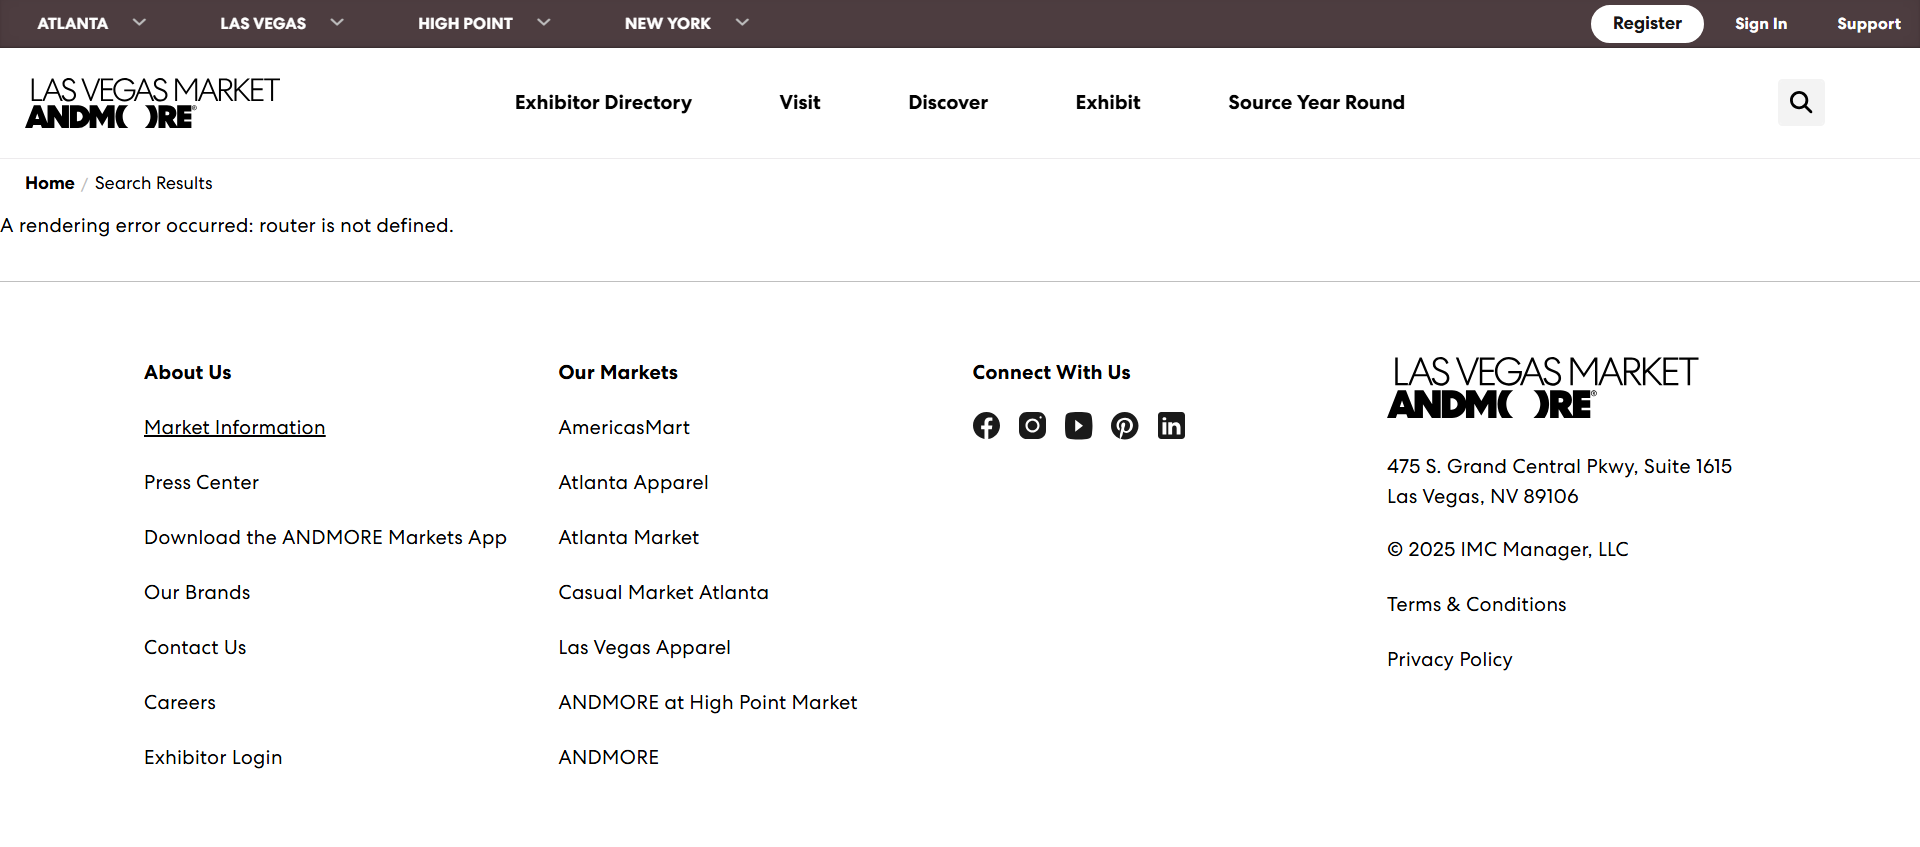 ATLANTA LAS VEGAS HIGH POINT NEW YORK Register Sign In Support
LAS VEGAS MARKET
ANDM( )RE®
Exhibitor Directory Visit Discover Exhibit Source Year Round
Home / Search Results
A rendering error occurred: router is not defined.
About Us
Market Information
Press Center
Download the ANDMORE Markets App
Our Brands
Contact Us
Careers
Exhibitor Login
Our Markets
AmericasMart
Atlanta Apparel
Atlanta Market
Casual Market Atlanta
Las Vegas Apparel
ANDMORE at High Point Market
ANDMORE
Connect With Us
LAS VEGAS MARKET
ANDM( )RE®
475 S. Grand Central Pkwy, Suite 1615
Las Vegas, NV 89106
© 2025 IMC Manager, LLC
Terms & Conditions
Privacy Policy